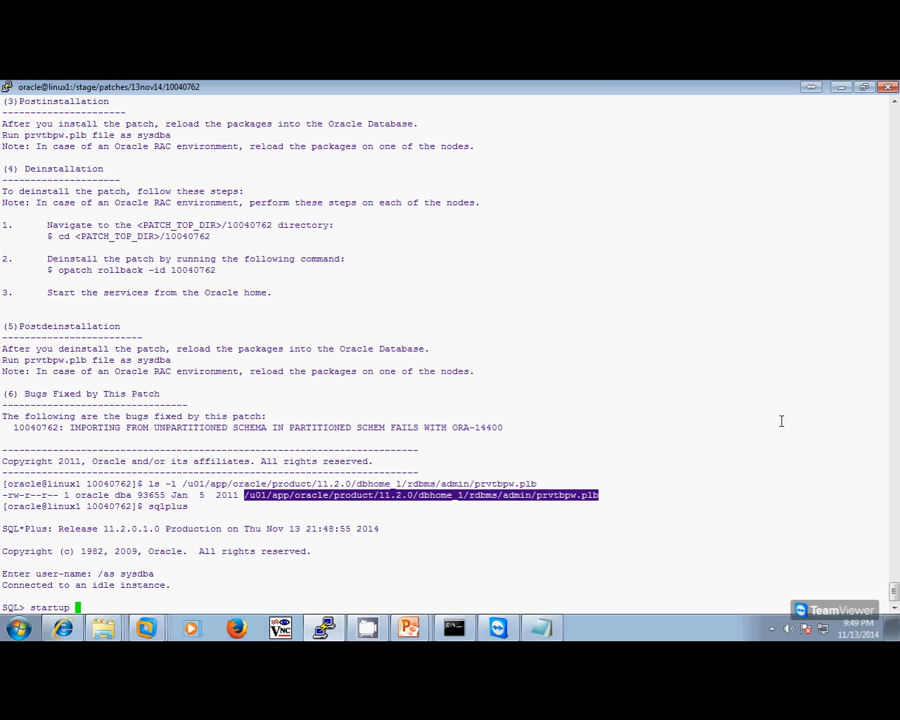 oracle@linux1:/stage/patches/13nov14/10040762
(3)Postinstallation
----------------------
After you install the patch, reload the packages into the Oracle Database.
Run prvtbpw.plb file as sysdba
Note: In case of an Oracle RAC environment, reload the packages on one of the nodes.
(4) Deinstallation
---------------------
To deinstall the patch, follow these steps:
Note: In case of an Oracle RAC environment, perform these steps on each of the nodes.
1. Navigate to the <PATCH_TOP_DIR>/10040762 directory:
$ cd <PATCH_TOP_DIR>/10040762
2. Deinstall the patch by running the following command:
$ opatch rollback -id 10040762
3. Start the services from the Oracle home.
(5)Postdeinstallation
-------------------------
After you deinstall the patch, reload the packages into the Oracle Database.
Run prvtbpw.plb file as sysdba
Note: In case of an Oracle RAC environment, reload the packages on one of the nodes.
(6) Bugs Fixed by This Patch
---------------------------------
The following are the bugs fixed by this patch:
10040762: IMPORTING FROM UNPARTITIONED SCHEMA IN PARTITIONED SCHEM FAILS WITH ORA-14400
--------------------------------------------------------------------------
Copyright 2011, Oracle and/or its affiliates. All rights reserved.
--------------------------------------------------------------------------
[oracle@linux1 10040762]$ ls -l /u01/app/oracle/product/11.2.0/dbhome_1/rdbms/admin/prvtbpw.plb
-rw-r--r-- 1 oracle dba 93655 Jan 5 2011 /u01/app/oracle/product/11.2.0/dbhome_1/rdbms/admin/prvtbpw.plb
[oracle@linux1 10040762]$ sqlplus
SQL*Plus: Release 11.2.0.1.0 Production on Thu Nov 13 21:48:55 2014
Copyright (c) 1982, 2009, Oracle. All rights reserved.
Enter user-name: /as sysdba
Connected to an idle instance.
SQL> startup
TeamViewer
9:49 PM
11/13/2014